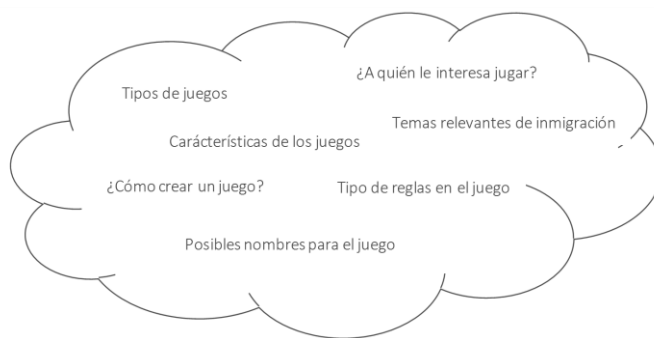 ¿A quién le interesa jugar?
Tipos de juegos
Temas relevantes de inmigración
Carácterísticas de los juegos
¿Cómo crear un juego?
Tipo de reglas en el juego
Posibles nombres para el juego